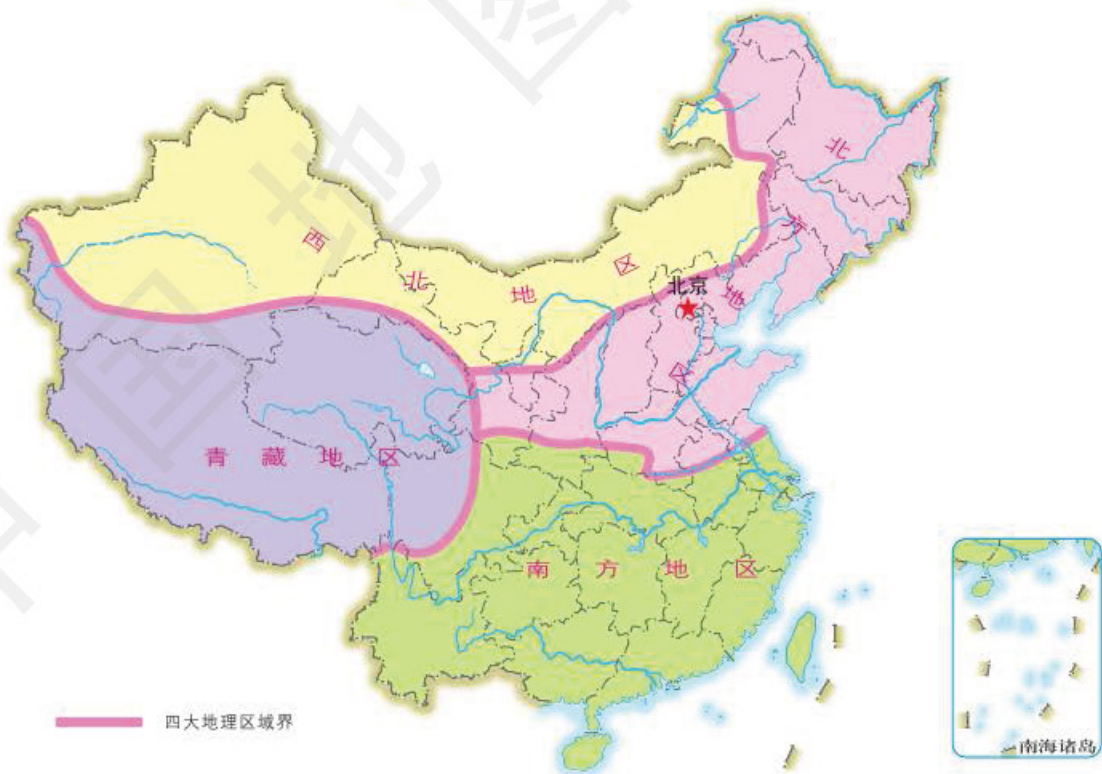 西北地区
北方地区
北京
青藏地区
南方地区
四大地理区域界
南海诸岛